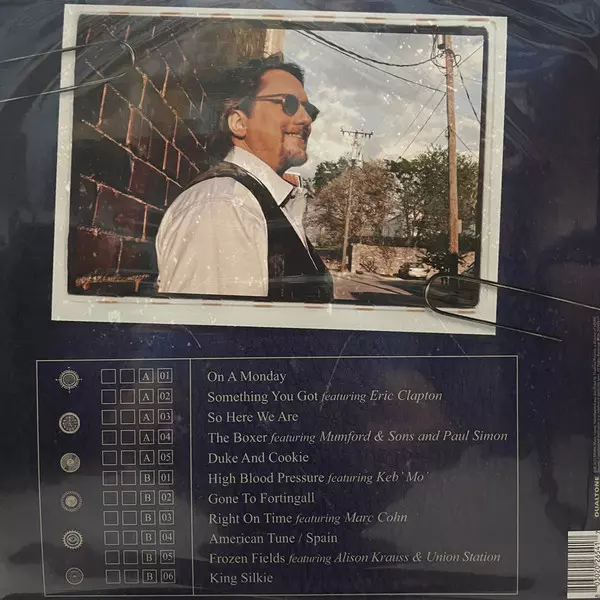 A 01 On A Monday
A 02 Something You Got featuring Eric Clapton
A 03 So Here We Are
A 04 The Boxer featuring Mumford & Sons and Paul Simon
A 05 Duke And Cookie
B 01 High Blood Pressure featuring Keb' Mo'
B 02 Gone To Fortingall
B 03 Right On Time featuring Marc Cohn
B 04 American Tune / Spain
B 05 Frozen Fields featuring Alison Krauss & Union Station
B 06 King Silkie
DUALTONE